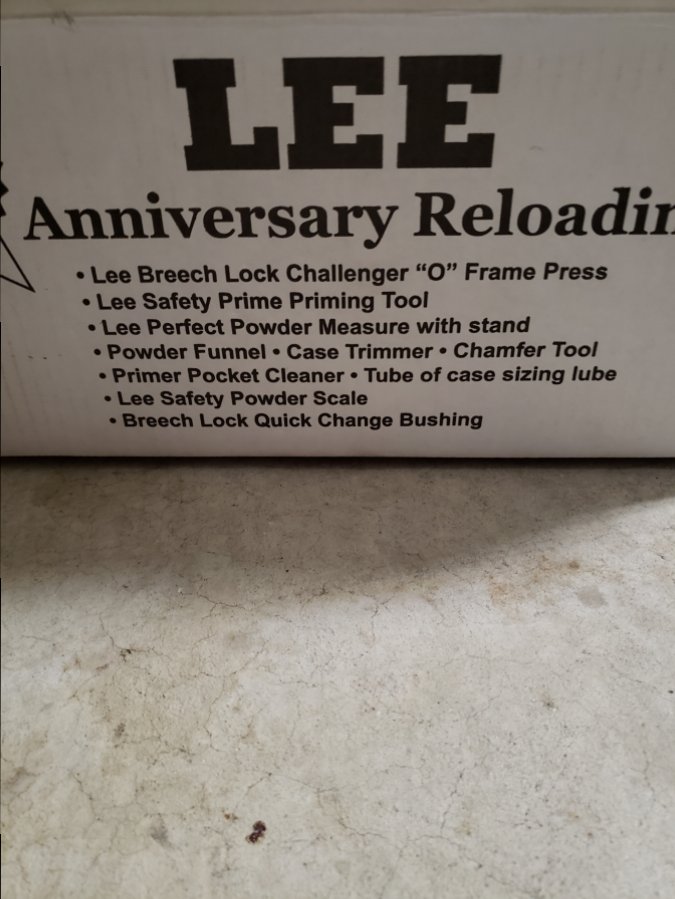 LEE
Anniversary Reloadin
• Lee Breech Lock Challenger “O” Frame Press
• Lee Safety Prime Priming Tool
• Lee Perfect Powder Measure with stand
• Powder Funnel • Case Trimmer • Chamfer Tool
• Primer Pocket Cleaner • Tube of case sizing lube
• Lee Safety Powder Scale
• Breech Lock Quick Change Bushing